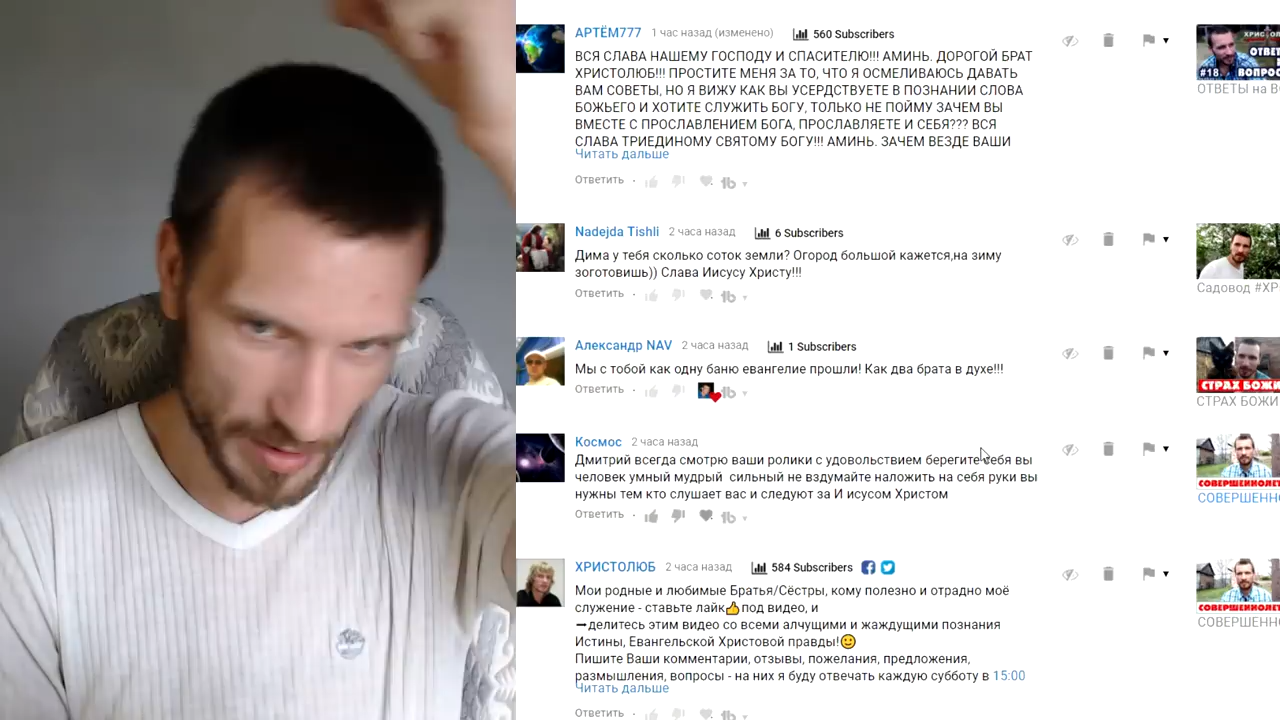 АРТЁМ777 1 час назад (изменено) 560 Subscribers
ВСЯ СЛАВА НАШЕМУ ГОСПОДУ И СПАСИТЕЛЮ!!! АМИНЬ. ДОРОГОЙ БРАТ
ХРИСТОЛЮБ!!! ПРОСТИТЕ МЕНЯ ЗА ТО, ЧТО Я ОСМЕЛИВАЮСЬ ДАВАТЬ
ВАМ СОВЕТЫ, НО Я ВИЖУ КАК ВЫ УСЕРДСТВУЕТЕ В ПОЗНАНИИ СЛОВА
БОЖЬЕГО И ХОТИТЕ СЛУЖИТЬ БОГУ, ТОЛЬКО НЕ ПОЙМУ ЗАЧЕМ ВЫ
ВМЕСТЕ С ПРОСЛАВЛЕНИЕМ БОГА, ПРОСЛАВЛЯЕТЕ И СЕБЯ??? ВСЯ
СЛАВА ТРИЕДИНОМУ СВЯТОМУ БОГУ!!! АМИНЬ. ЗАЧЕМ ВЕЗДЕ ВАШИ
Читать дальше
Ответить
#18
ОТВЕТЫ на В
Nadejda Tishli 2 часа назад 6 Subscribers
Дима у тебя сколько соток земли? Огород большой кажется,на зиму
зоготовишь)) Слава Иисусу Христу!!!
Ответить
Садовод #ХР
Александр NAV 2 часа назад 1 Subscribers
Мы с тобой как одну баню евангелие прошли! Как два брата в духе!!!
Ответить
СТРАХ БОЖИ
СТРАХ БОЖИ
Космос 2 часа назад
Дмитрий всегда смотрю ваши ролики с удовольствием берегите себя вы
человек умный мудрый сильный не вздумайте наложить на себя руки вы
нужны тем кто слушает вас и следуют за И исусом Христом
Ответить
СОВЕРШЕННОЛЕТ
СОВЕРШЕНН
ХРИСТОЛЮБ 2 часа назад 584 Subscribers
Мои родные и любимые Братья/Сёстры, кому полезно и отрадно моё
служение - ставьте лайк👍под видео, и
➞делитесь этим видео со всеми алчущими и жаждущими познания
Истины, Евангельской Христовой правды!🙂
Пишите Ваши комментарии, отзывы, пожелания, предложения,
размышления, вопросы - на них я буду отвечать каждую субботу в 15:00
Читать дальше
Ответить
СОВЕРШЕННОЛЕТ
СОВЕРШЕНН